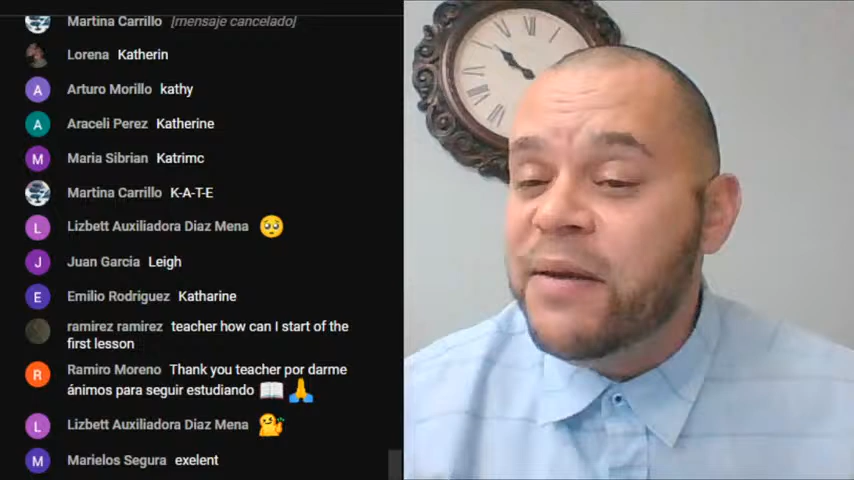 Martina Carrillo [mensaje cancelado]
Lorena Katherin
A Arturo Morillo kathy
A Araceli Perez Katherine
M Maria Sibrian Katrimc
Martina Carrillo K-A-T-E
L Lizbett Auxiliadora Diaz Mena 🥺
J Juan Garcia Leigh
E Emilio Rodriguez Katharine
ramirez ramirez teacher how can I start of the
first lesson
R Ramiro Moreno Thank you teacher por darme
ánimos para seguir estudiando 📖 🙏
L Lizbett Auxiliadora Diaz Mena
M Marielos Segura exelent